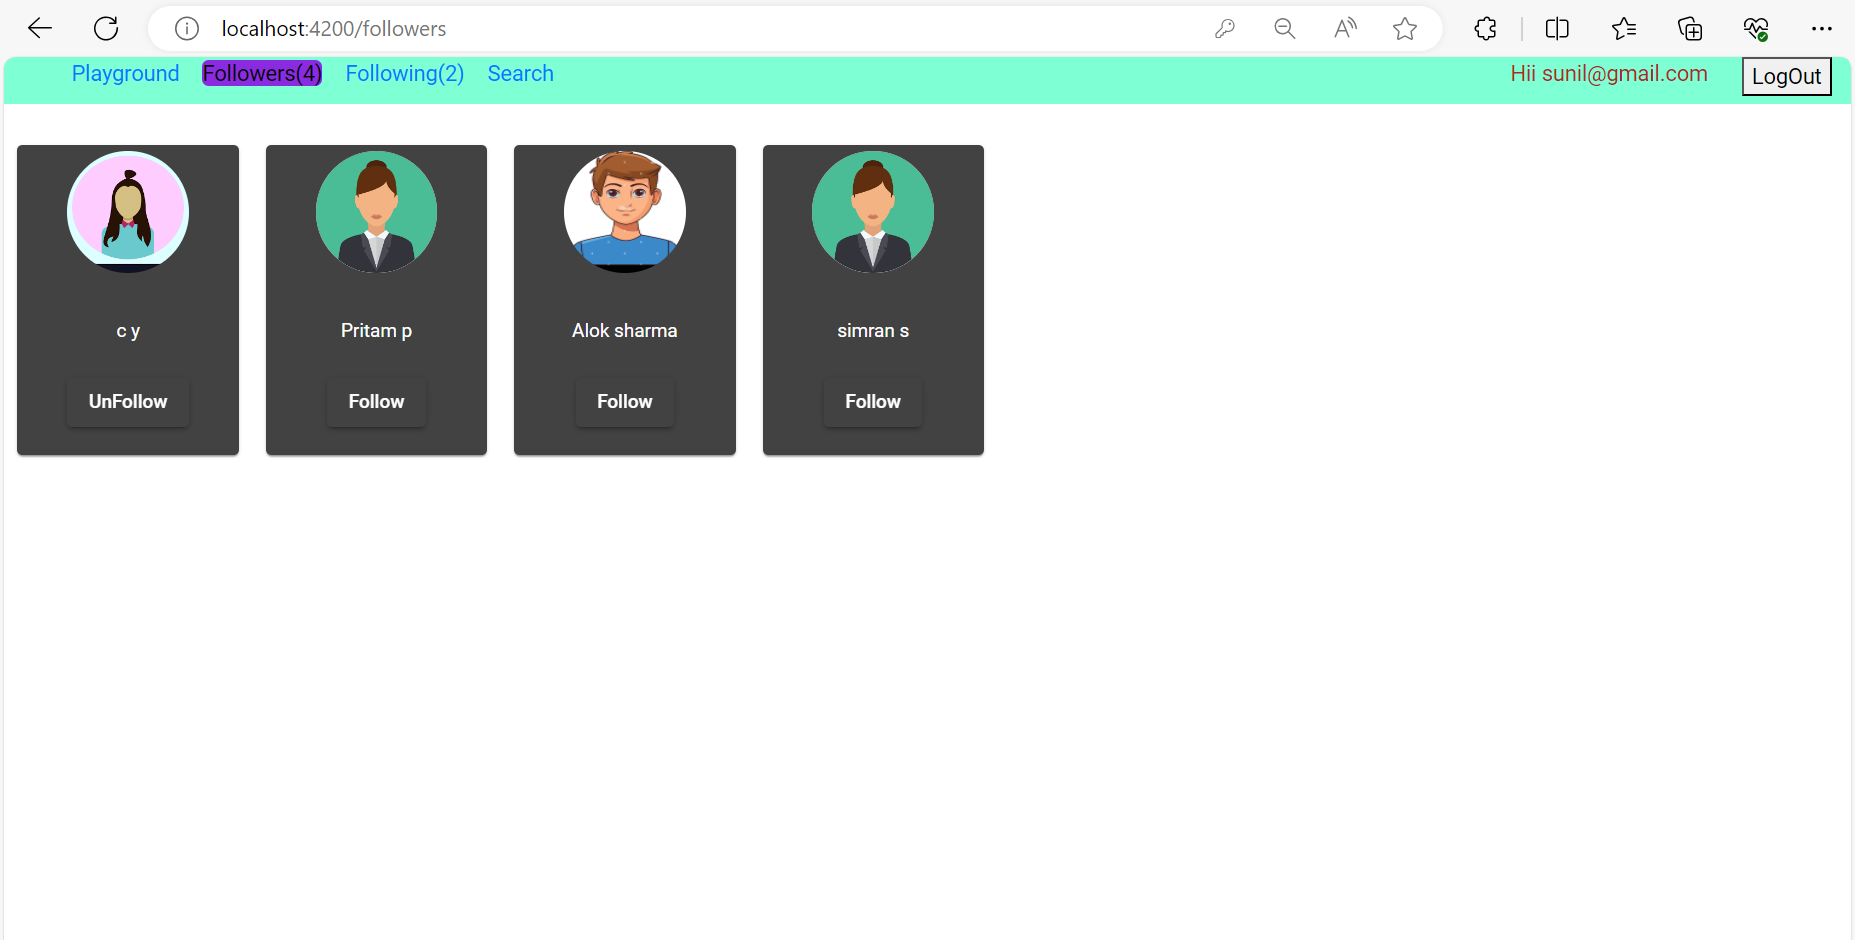 localhost:4200/followers
Playground Followers(4) Following(2) Search Hii sunil@gmail.com LogOut
c y Pritam p Alok sharma simran s
UnFollow Follow Follow Follow